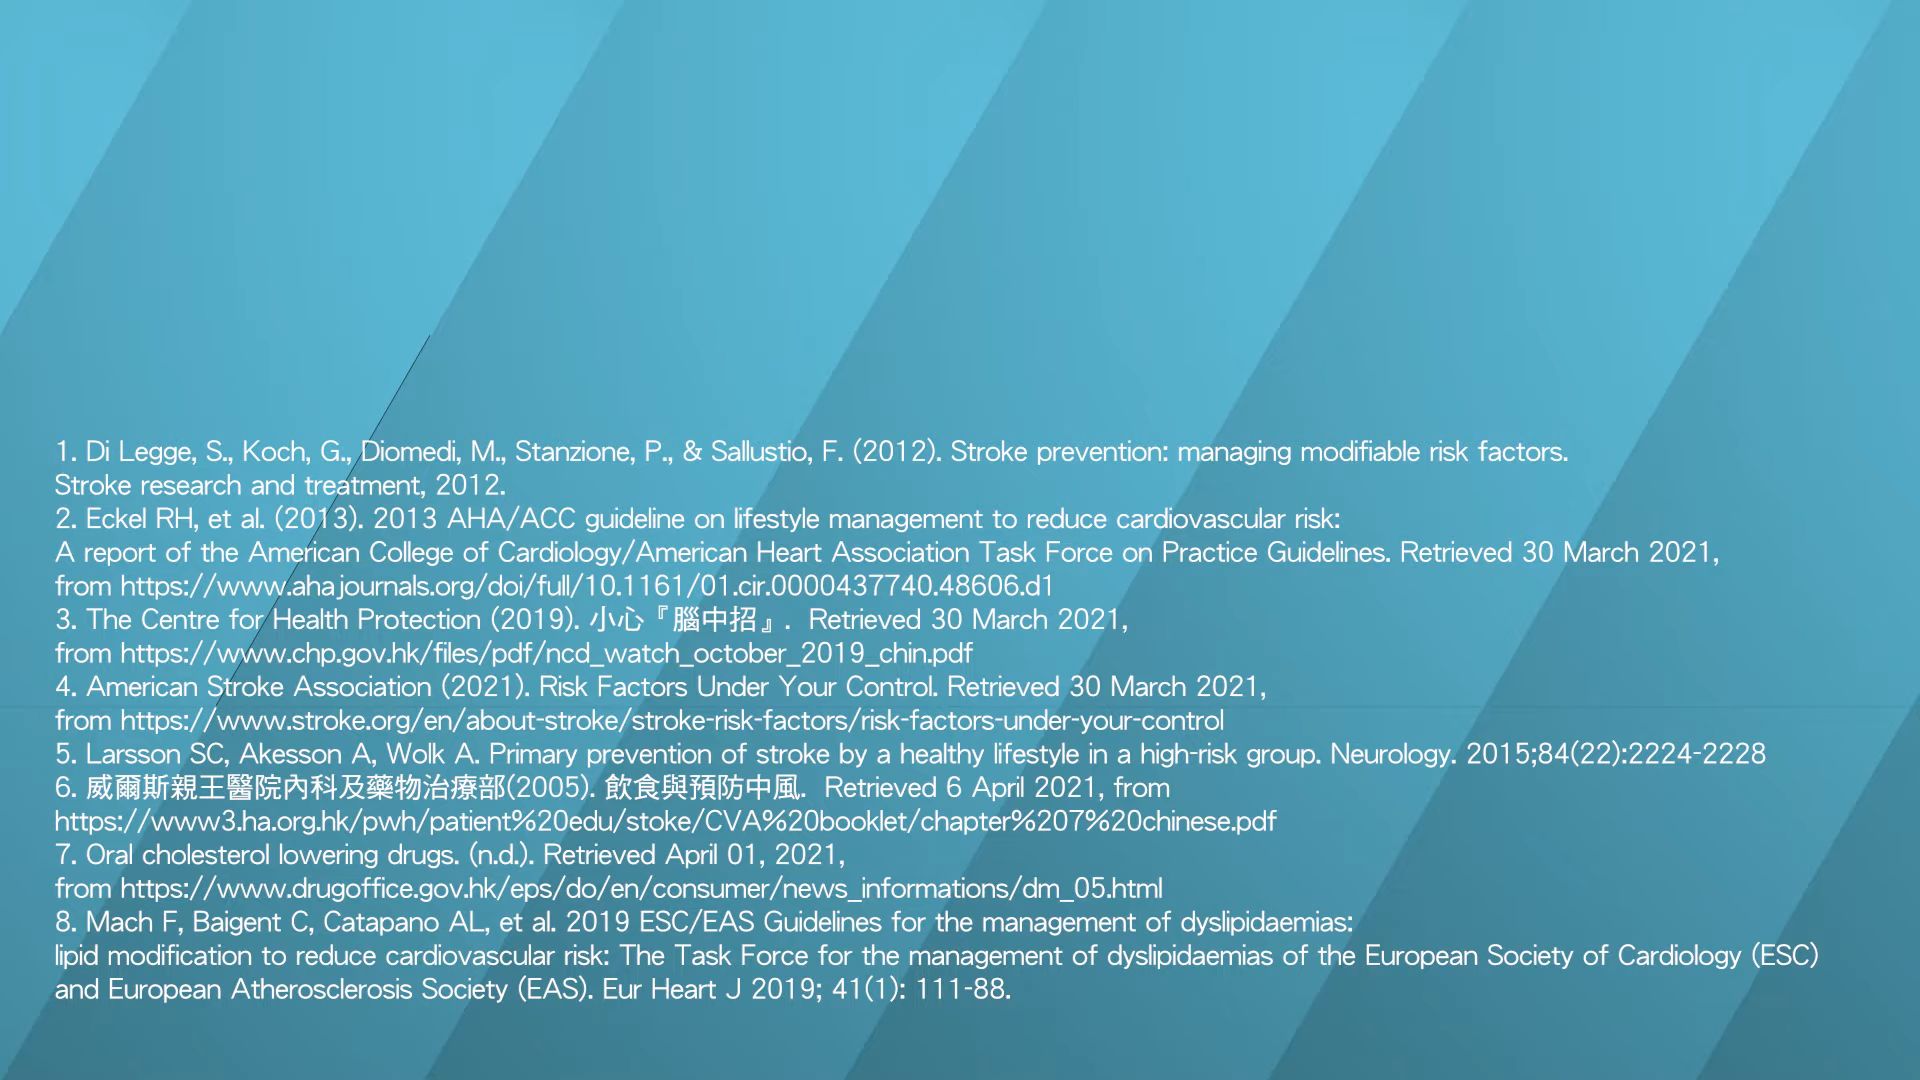 1. Di Legge, S., Koch, G., Diomedi, M., Stanzione, P., & Sallustio, F. (2012). Stroke prevention: managing modifiable risk factors.
Stroke research and treatment, 2012.
2. Eckel RH, et al. (2013). 2013 AHA/ACC guideline on lifestyle management to reduce cardiovascular risk:
A report of the American College of Cardiology/American Heart Association Task Force on Practice Guidelines. Retrieved 30 March 2021,
from https://www.ahajournals.org/doi/full/10.1161/01.cir.0000437740.48606.d1
3. The Centre for Health Protection (2019). 小心『腦中招』. Retrieved 30 March 2021,
from https://www.chp.gov.hk/files/pdf/ncd_watch_october_2019_chin.pdf
4. American Stroke Association (2021). Risk Factors Under Your Control. Retrieved 30 March 2021,
from https://www.stroke.org/en/about-stroke/stroke-risk-factors/risk-factors-under-your-control
5. Larsson SC, Akesson A, Wolk A. Primary prevention of stroke by a healthy lifestyle in a high-risk group. Neurology. 2015;84(22):2224-2228
6. 威爾斯親王醫院內科及藥物治療部(2005). 飲食與預防中風. Retrieved 6 April 2021, from
https://www3.ha.org.hk/pwh/patient%20edu/stoke/CVA%20booklet/chapter%207%20chinese.pdf
7. Oral cholesterol lowering drugs. (n.d.). Retrieved April 01, 2021,
from https://www.drugoffice.gov.hk/eps/do/en/consumer/news_informations/dm_05.html
8. Mach F, Baigent C, Catapano AL, et al. 2019 ESC/EAS Guidelines for the management of dyslipidaemias:
lipid modification to reduce cardiovascular risk: The Task Force for the management of dyslipidaemias of the European Society of Cardiology (ESC)
and European Atherosclerosis Society (EAS). Eur Heart J 2019; 41(1): 111-88.